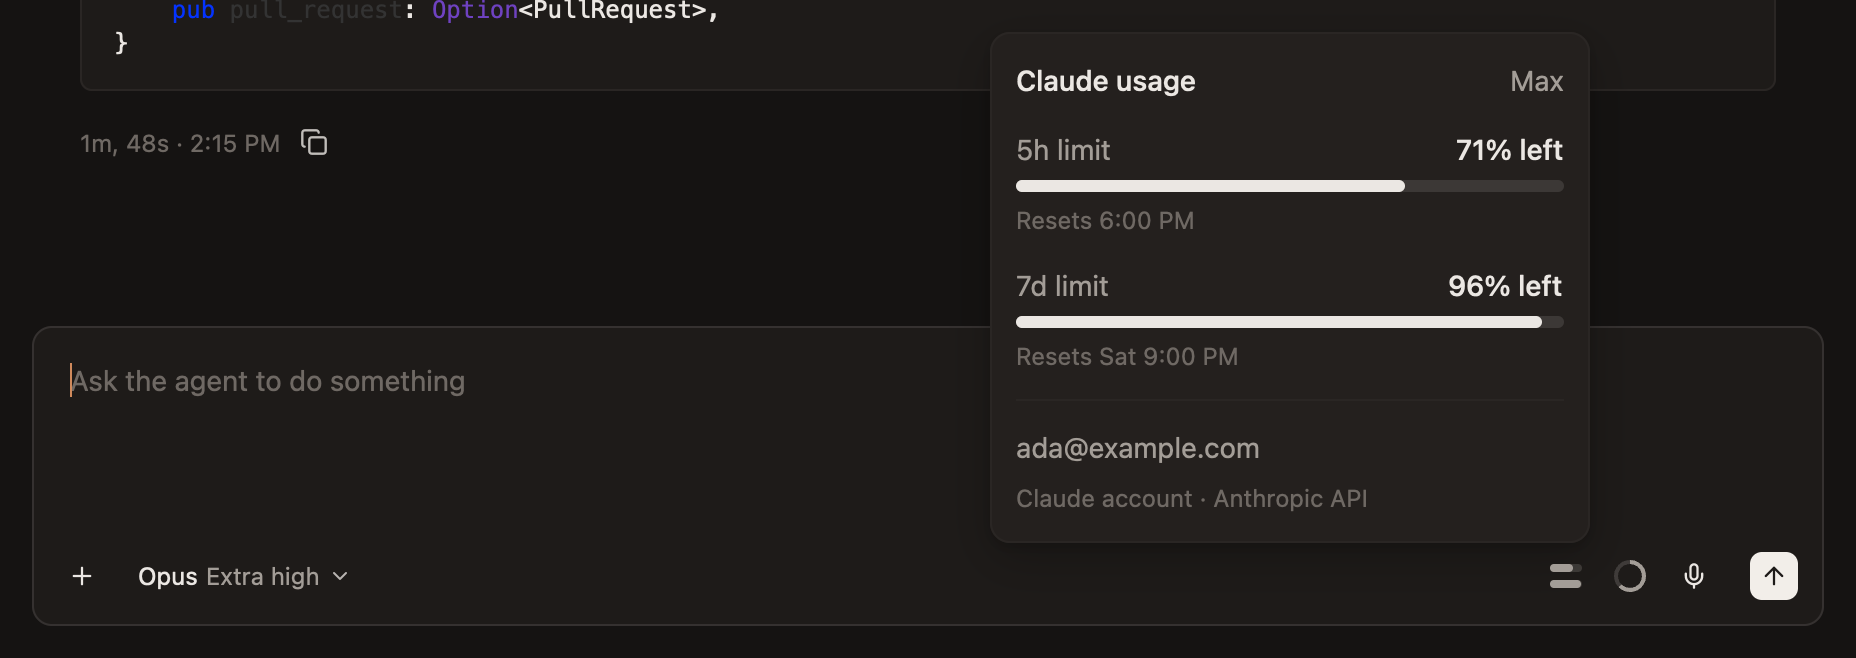 pub pull_request: Option<PullRequest>,
}
1m, 48s · 2:15 PM
Claude usage
Max
5h limit
71% left
Resets 6:00 PM
7d limit
96% left
Resets Sat 9:00 PM
ada@example.com
Claude account · Anthropic API
Ask the agent to do something
Opus Extra high